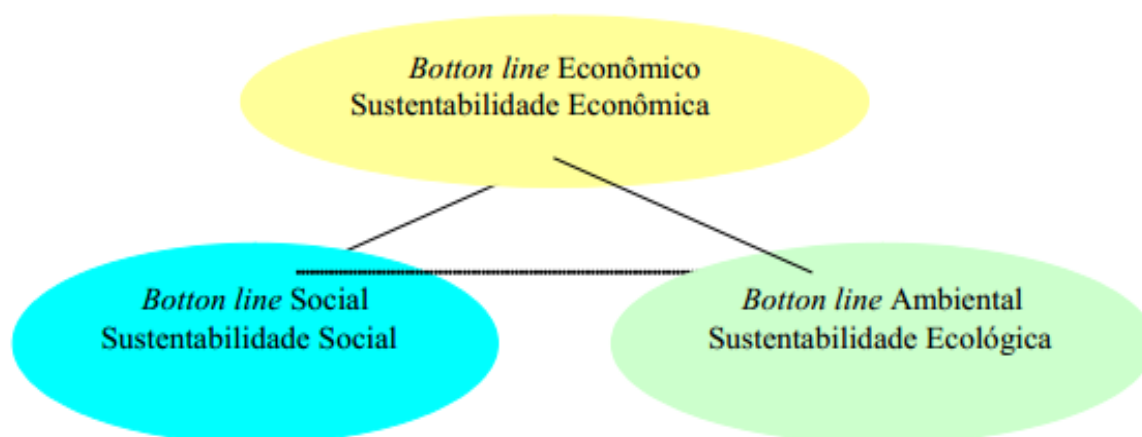 Botton line Econômico
Sustentabilidade Econômica
Botton line Social
Sustentabilidade Social
Botton line Ambiental
Sustentabilidade Ecológica